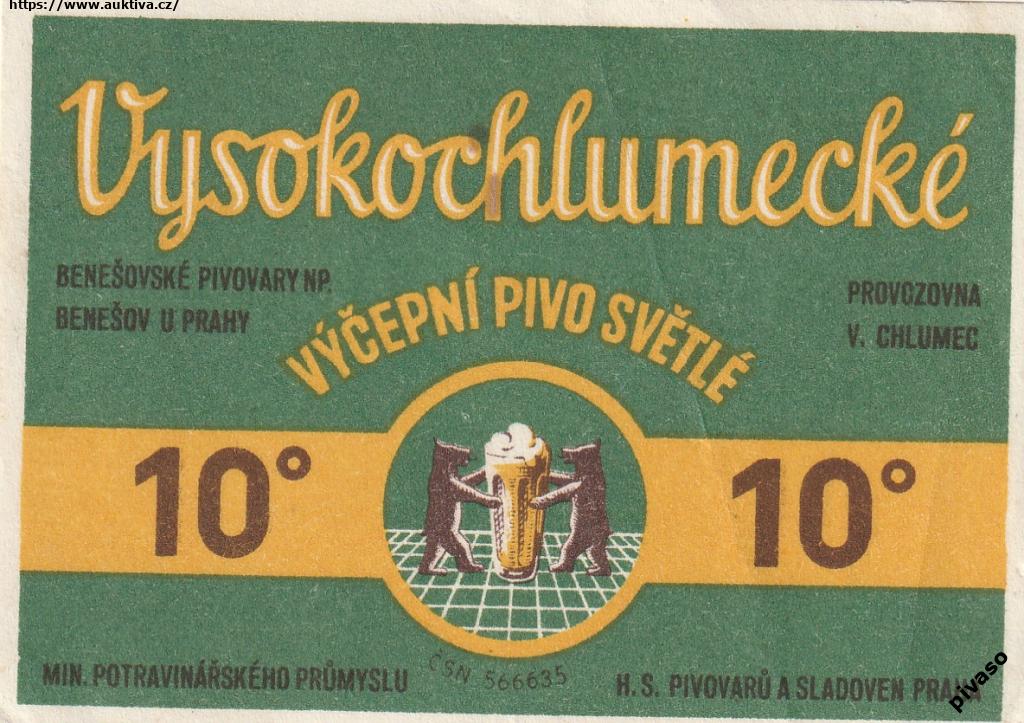 https://www.auktiva.cz/
Vysokochlumecké
BENEŠOVSKÉ PIVOVARY NP.
BENEŠOV U PRAHY
PROVOZOVNA
V. CHLUMEC
VÝČEPNÍ PIVO SVĚTLÉ
10°
10°
ČSN 566635
MIN. POTRAVINÁŘSKÉHO PRŮMYSLU
H.S. PIVOVARŮ A SLADOVEN PRAHA
pivaso